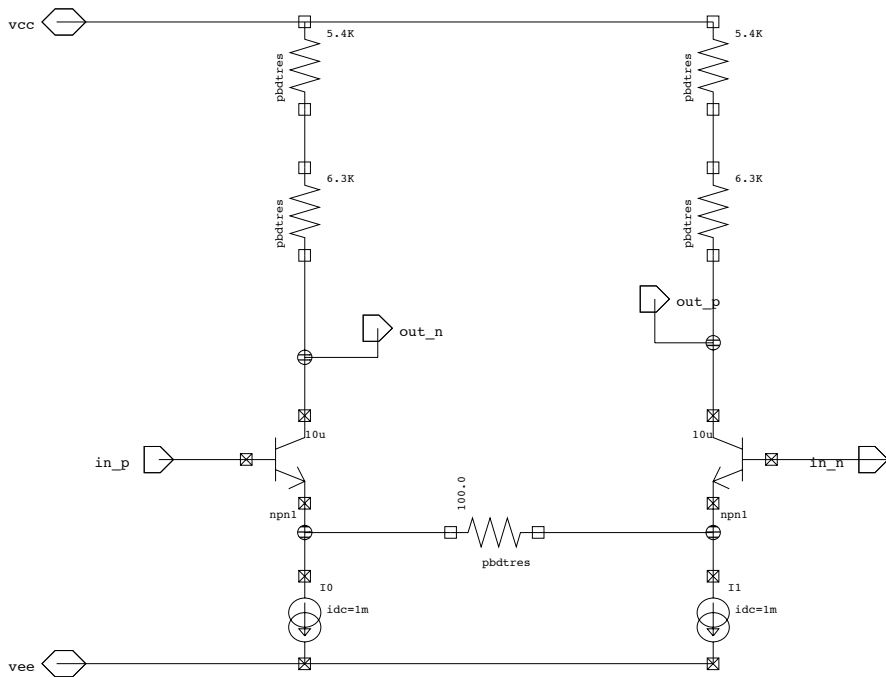 vcc
5.4K
5.4K
pbdtres
pbdtres
6.3K
6.3K
pbdtres
pbdtres
out_p
out_n
10u
10u
in_p
in_n
100.0
npn1
npn1
pbdtres
I0
I1
idc=1m
idc=1m
vee